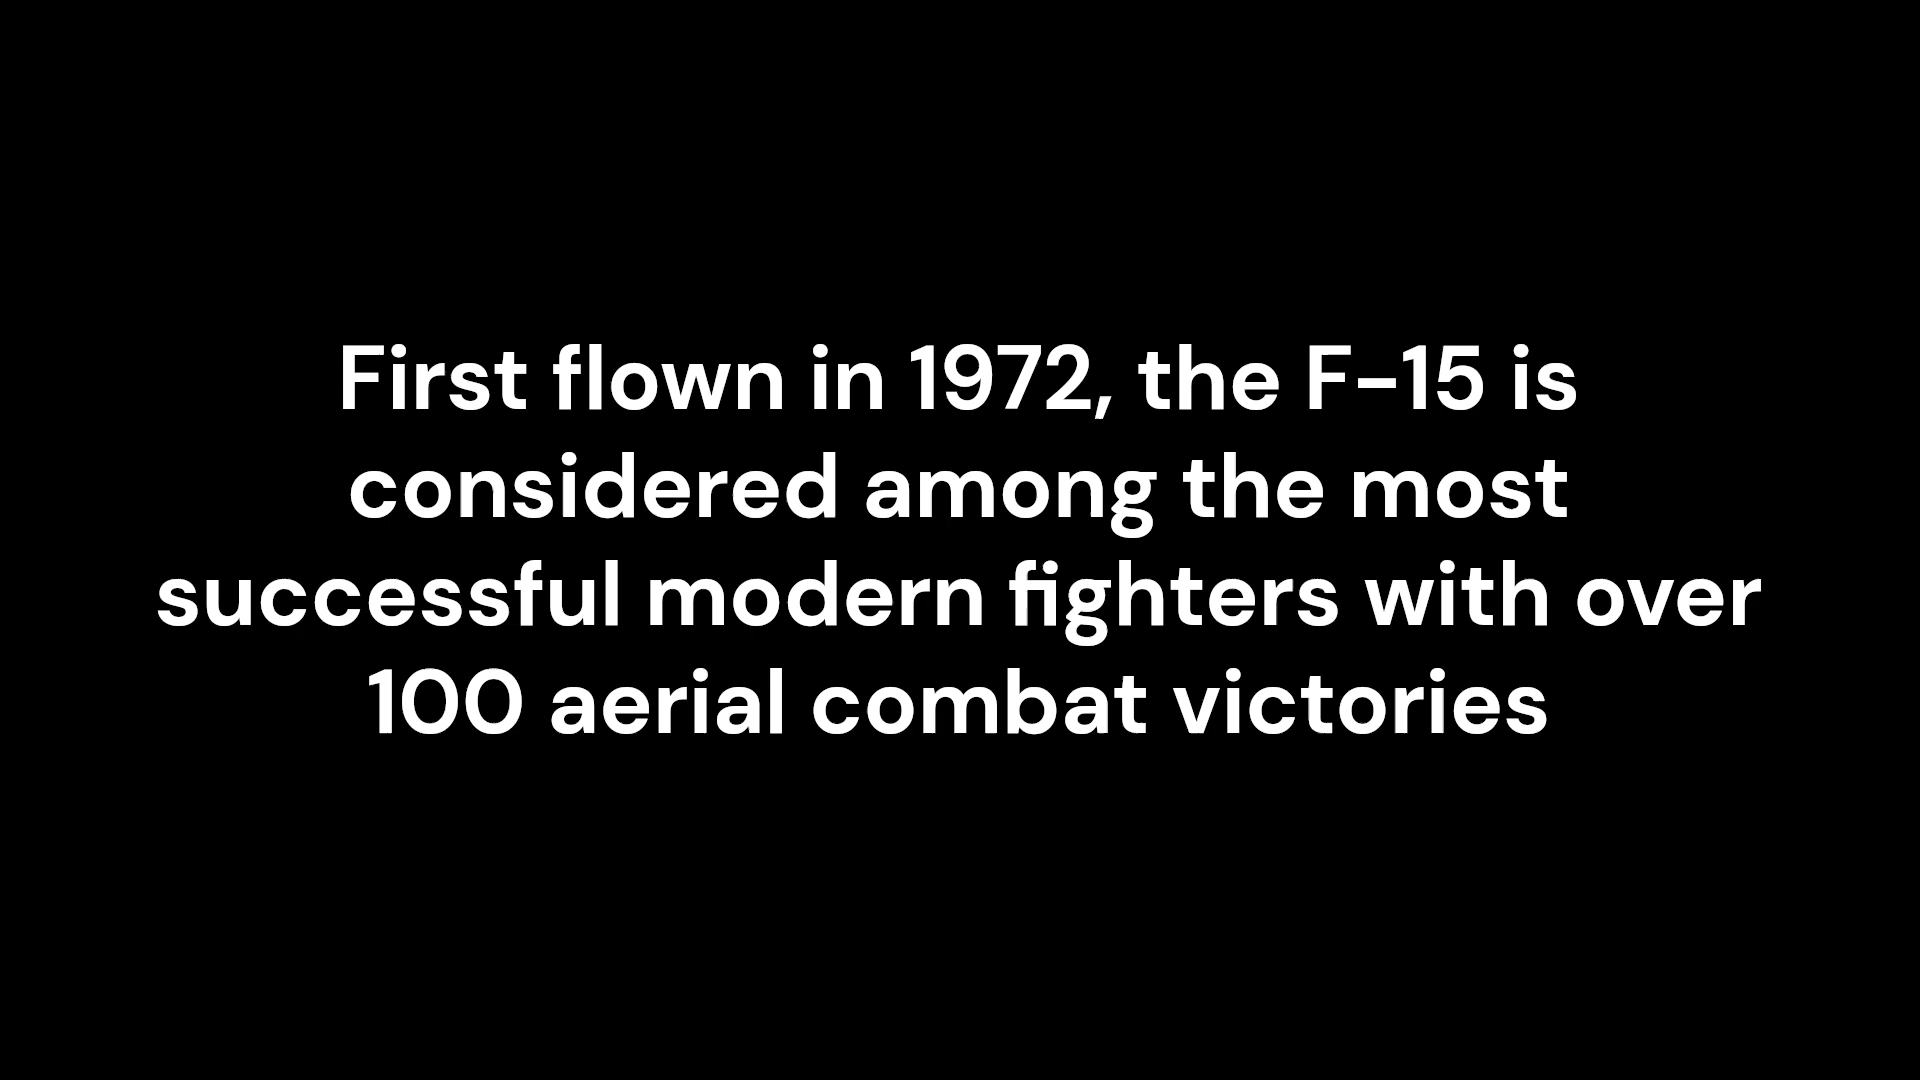 First flown in 1972, the F-15 is
considered among the most
successful modern fighters with over
100 aerial combat victories